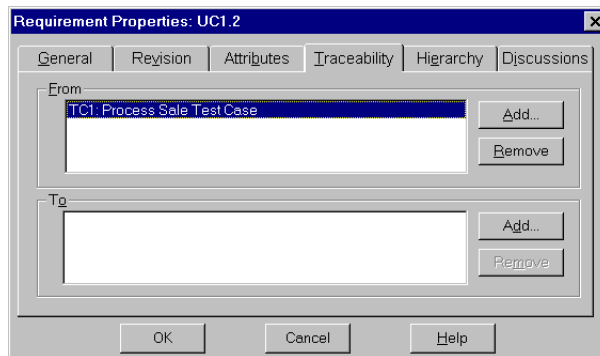 Requirement Properties: UC1.2
General Revision Attributes Traceability Hierarchy Discussions
From
TC1: Process Sale Test Case
Add...
Remove
To
Add...
Remove
OK Cancel Help